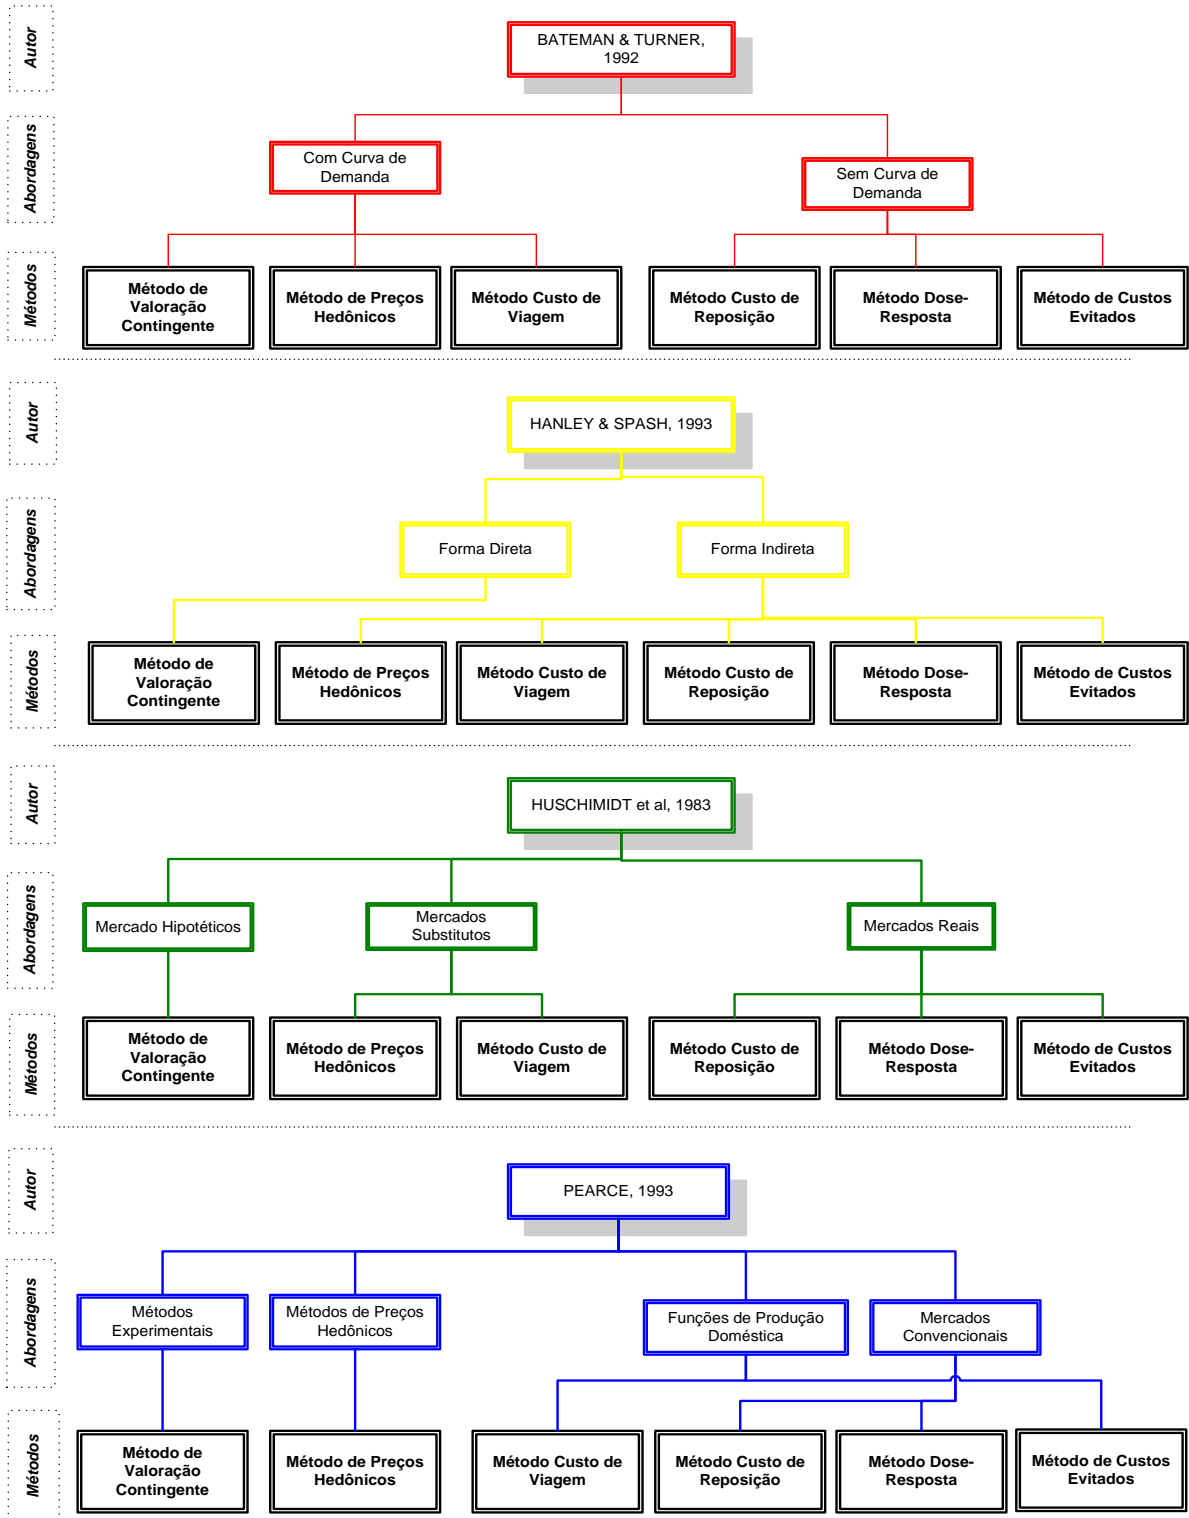 Autor
BATEMAN & TURNER,
1992
Abordagens
Com Curva de
Demanda
Sem Curva de
Demanda
Métodos
Método de
Valoração
Contingente
Método de Preços
Hedônicos
Método Custo de
Viagem
Método Custo de
Reposição
Método Dose-
Resposta
Método de Custos
Evitados
Autor
HANLEY & SPASH, 1993
Abordagens
Forma Direta
Forma Indireta
Métodos
Método de
Valoração
Contingente
Método de Preços
Hedônicos
Método Custo de
Viagem
Método Custo de
Reposição
Método Dose-
Resposta
Método de Custos
Evitados
Autor
HUSCHIMIDT et al, 1983
Abordagens
Mercado Hipotéticos
Mercados
Substitutos
Mercados Reais
Métodos
Método de
Valoração
Contingente
Método de Preços
Hedônicos
Método Custo de
Viagem
Método Custo de
Reposição
Método Dose-
Resposta
Método de Custos
Evitados
Autor
PEARCE, 1993
Abordagens
Métodos
Experimentais
Métodos de Preços
Hedônicos
Funções de Produção
Doméstica
Mercados
Convencionais
Métodos
Método de
Valoração
Contingente
Método de Preços
Hedônicos
Método Custo de
Viagem
Método Custo de
Reposição
Método Dose-
Resposta
Método de Custos
Evitados